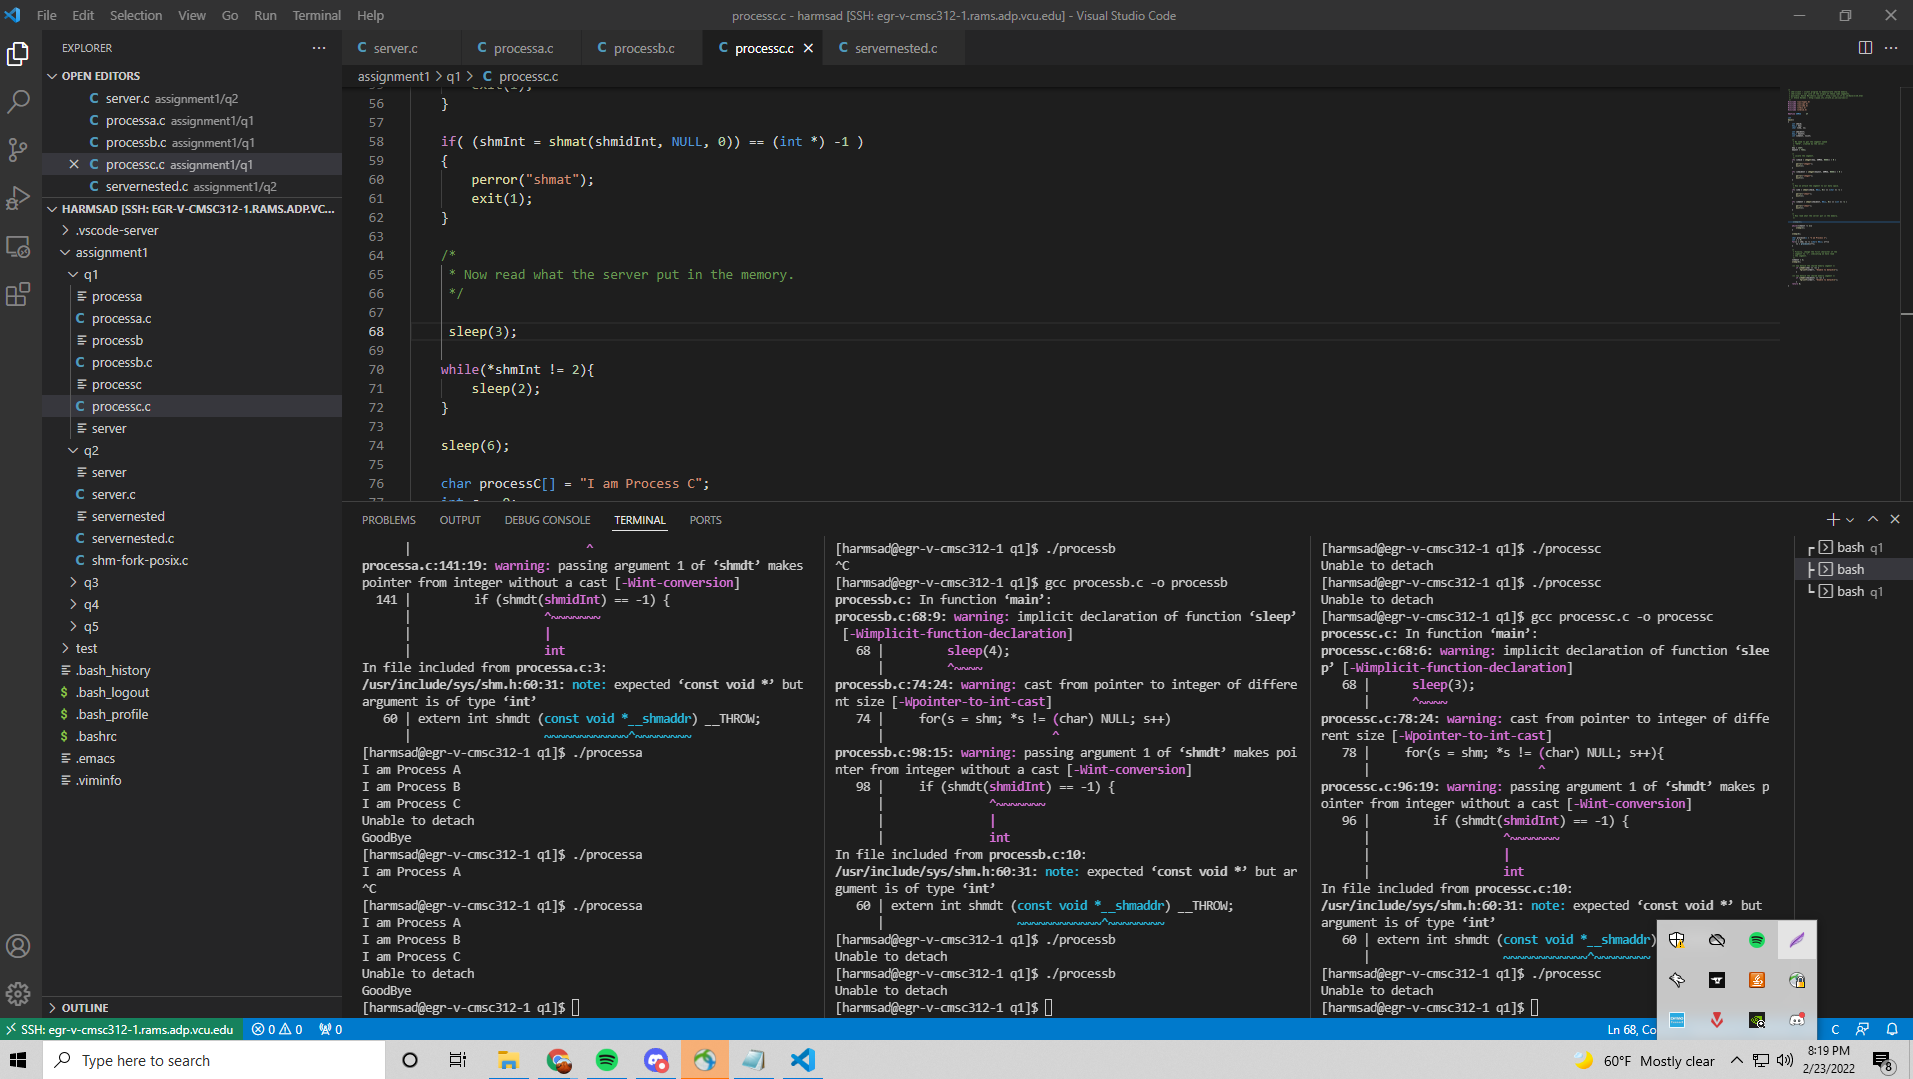 File Edit Selection View Go Run Terminal Help
processc.c - harmsad [SSH: egr-v-cmsc312-1.rams.adp.vcu.edu] - Visual Studio Code
EXPLORER
OPEN EDITORS
server.c assignment1/q2
processa.c assignment1/q1
processb.c assignment1/q1
processc.c assignment1/q1
servernested.c assignment1/q2
HARMSAD [SSH: EGR-V-CMSC312-1.RAMS.ADP.VC...
.vscode-server
assignment1
q1
processa
processa.c
processb
processb.c
processc
processc.c
server
q2
server
server.c
servernested
servernested.c
shm-fork-posix.c
q3
q4
q5
test
.bash_history
.bash_logout
.bash_profile
.bashrc
.emacs
.viminfo
OUTLINE
server.c processa.c processb.c processc.c servernested.c
assignment1 > q1 > processc.c
56 }
57
58 if( (shmInt = shmat(shmidInt, NULL, 0)) == (int *) -1 )
59 {
60 perror("shmat");
61 exit(1);
62 }
63
64 /*
65 * Now read what the server put in the memory.
66 */
67
68 sleep(3);
69
70 while(*shmInt != 2){
71 sleep(2);
72 }
73
74 sleep(6);
75
76 char processC[] = "I am Process C";
PROBLEMS OUTPUT DEBUG CONSOLE TERMINAL PORTS
| ^
processa.c:141:19: warning: passing argument 1 of ‘shmdt’ makes
pointer from integer without a cast [-Wint-conversion]
141 | if (shmdt(shmidInt) == -1) {
| ^~~~~~~~
| |
| int
In file included from processa.c:3:
/usr/include/sys/shm.h:60:31: note: expected ‘const void *’ but
argument is of type ‘int’
60 | extern int shmdt (const void *__shmaddr) __THROW;
| ~~~~~~~~~~~~^~~~~~~~~
[harmsad@egr-v-cmsc312-1 q1]$ ./processa
I am Process A
I am Process B
I am Process C
Unable to detach
GoodBye
[harmsad@egr-v-cmsc312-1 q1]$ ./processa
I am Process A
^C
[harmsad@egr-v-cmsc312-1 q1]$ ./processa
I am Process A
I am Process B
I am Process C
Unable to detach
GoodBye
[harmsad@egr-v-cmsc312-1 q1]$
[harmsad@egr-v-cmsc312-1 q1]$ ./processb
^C
[harmsad@egr-v-cmsc312-1 q1]$ gcc processb.c -o processb
processb.c: In function ‘main’:
processb.c:68:9: warning: implicit declaration of function ‘sleep’
[-Wimplicit-function-declaration]
68 | sleep(4);
| ^~~~~
processb.c:74:24: warning: cast from pointer to integer of differe
nt size [-Wpointer-to-int-cast]
74 | for(s = shm; *s != (char) NULL; s++)
| ^
processb.c:98:15: warning: passing argument 1 of ‘shmdt’ makes poi
nter from integer without a cast [-Wint-conversion]
98 | if (shmdt(shmidInt) == -1) {
| ^~~~~~~~
| |
| int
In file included from processb.c:10:
/usr/include/sys/shm.h:60:31: note: expected ‘const void *’ but ar
gument is of type ‘int’
60 | extern int shmdt (const void *__shmaddr) __THROW;
| ~~~~~~~~~~~~^~~~~~~~~
[harmsad@egr-v-cmsc312-1 q1]$ ./processb
Unable to detach
[harmsad@egr-v-cmsc312-1 q1]$ ./processb
Unable to detach
[harmsad@egr-v-cmsc312-1 q1]$
[harmsad@egr-v-cmsc312-1 q1]$ ./processc
Unable to detach
[harmsad@egr-v-cmsc312-1 q1]$ ./processc
Unable to detach
[harmsad@egr-v-cmsc312-1 q1]$ gcc processc.c -o processc
processc.c: In function ‘main’:
processc.c:68:6: warning: implicit declaration of function ‘slee
p’ [-Wimplicit-function-declaration]
68 | sleep(3);
| ^~~~~
processc.c:78:24: warning: cast from pointer to integer of diffe
rent size [-Wpointer-to-int-cast]
78 | for(s = shm; *s != (char) NULL; s++){
| ^
processc.c:96:19: warning: passing argument 1 of ‘shmdt’ makes p
ointer from integer without a cast [-Wint-conversion]
96 | if (shmdt(shmidInt) == -1) {
| ^~~~~~~~
| |
| int
In file included from processc.c:10:
/usr/include/sys/shm.h:60:31: note: expected ‘const void *’ but
argument is of type ‘int’
60 | extern int shmdt (const void *__shmaddr)
| ~~~~~~~~~~~~^~~~~~~~~
[harmsad@egr-v-cmsc312-1 q1]$ ./processc
Unable to detach
[harmsad@egr-v-cmsc312-1 q1]$
bash q1
bash
bash q1
SSH: egr-v-cmsc312-1.rams.adp.vcu.edu 0 0 0 Ln 68, Co C
Type here to search
60°F Mostly clear
8:19 PM
2/23/2022
8